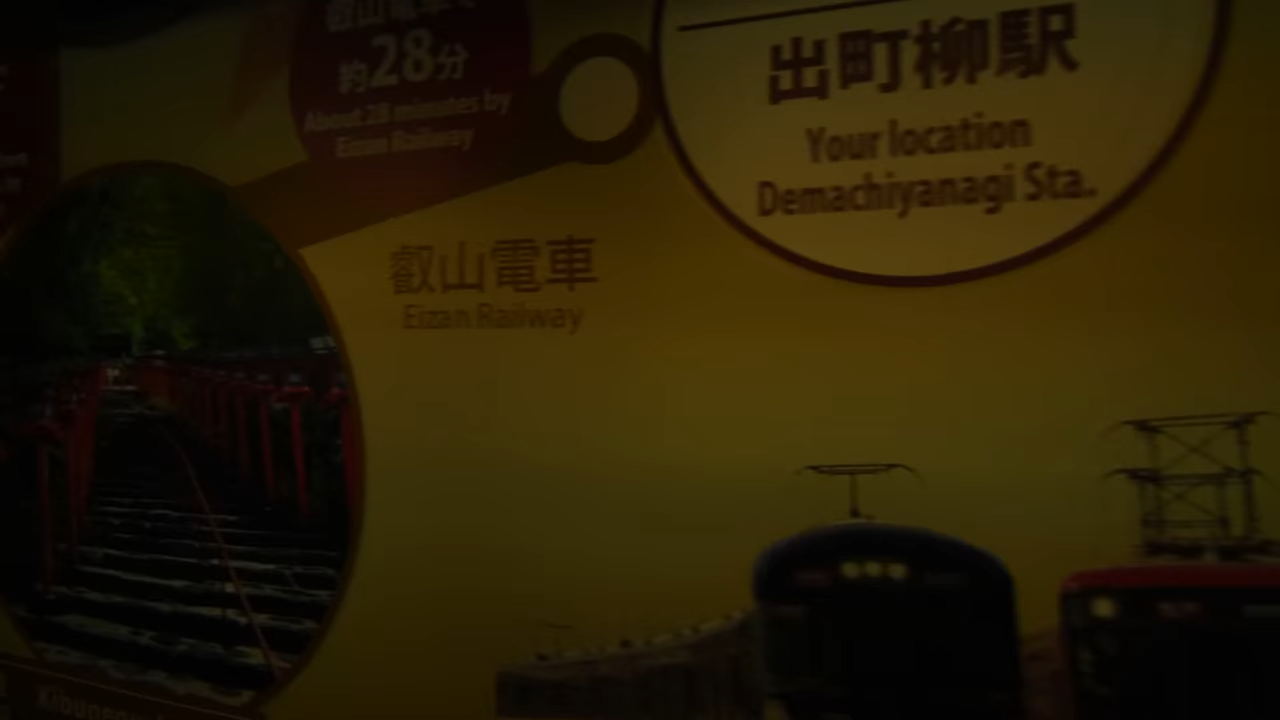 叡山電車で
約28分
About 28 minutes by
Eizan Railway
出町柳駅
Your location
Demachiyanagi Sta.
叡山電車
Eizan Railway